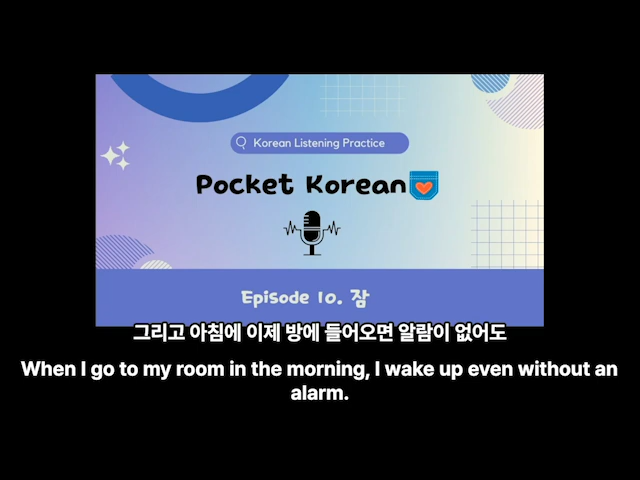 Korean Listening Practice
Pocket Korean
Episode 10. 잠
그리고 아침에 이제 방에 들어오면 알람이 없어도
When I go to my room in the morning, I wake up even without an
alarm.